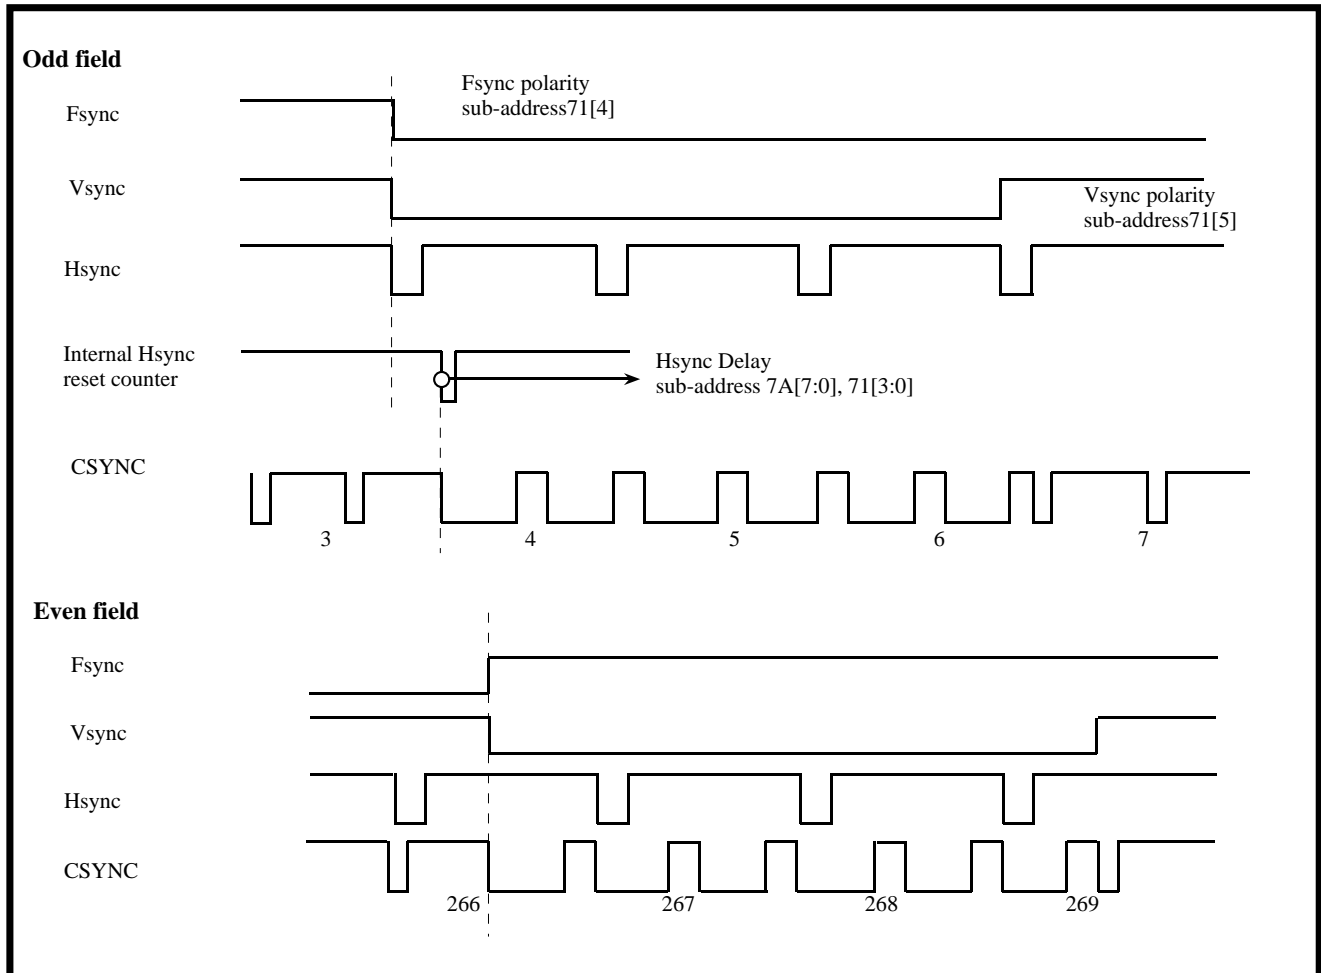 Odd field
Fsync polarity
sub-address71[4]
Fsync
Vsync
Vsync polarity
sub-address71[5]
Hsync
Internal Hsync
reset counter
Hsync Delay
sub-address 7A[7:0], 71[3:0]
CSYNC
3 4 5 6 7
Even field
Fsync
Vsync
Hsync
CSYNC
266 267 268 269